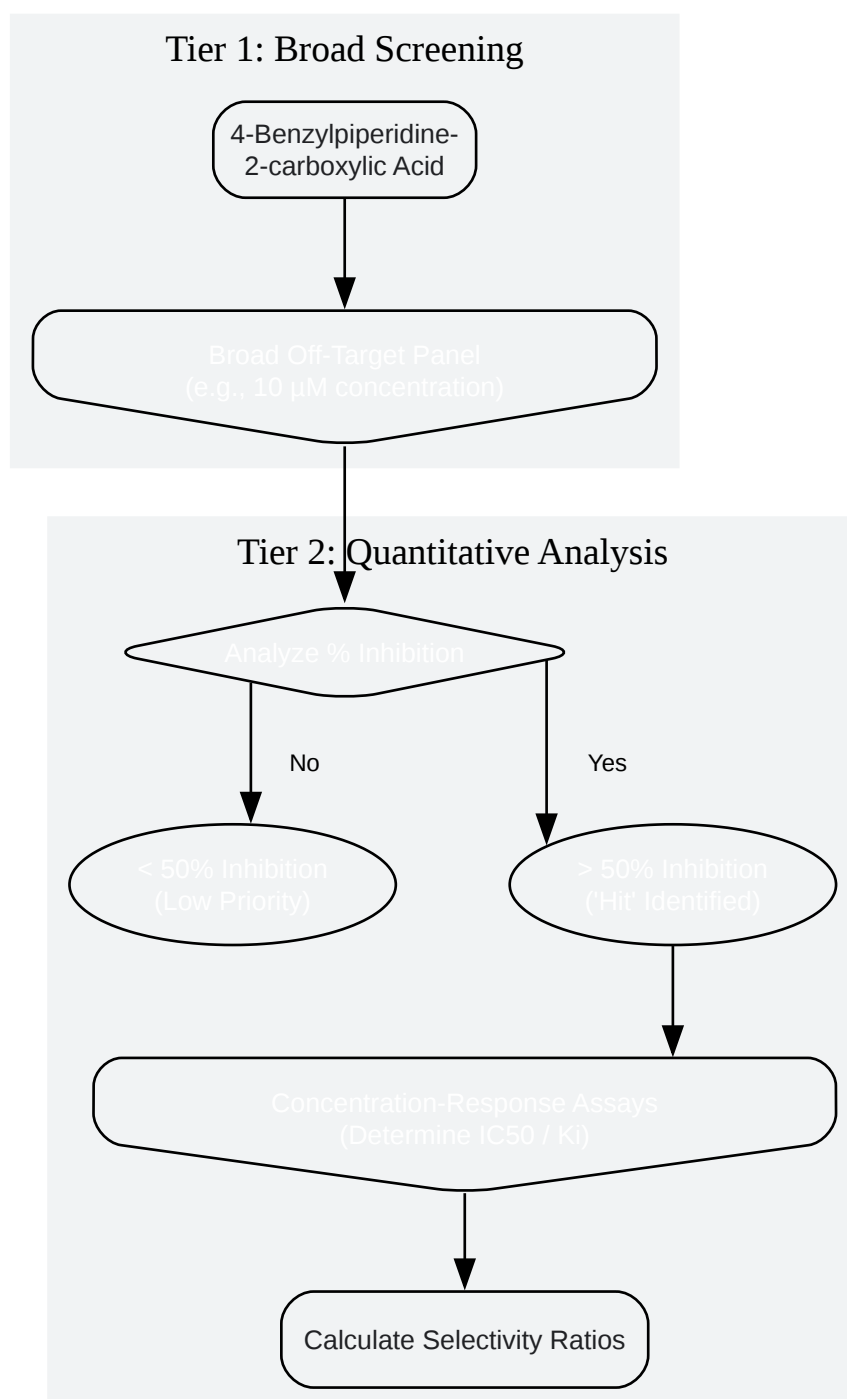 Tier 1: Broad Screening
4-Benzylpiperidine-
2-carboxylic Acid
Broad Off-Target Panel
(e.g., 10 µM concentration)
Tier 2: Quantitative Analysis
Analyze % Inhibition
No
Yes
< 50% Inhibition
(Low Priority)
> 50% Inhibition
('Hit' Identified)
Concentration-Response Assays
(Determine IC50 / Ki)
Calculate Selectivity Ratios